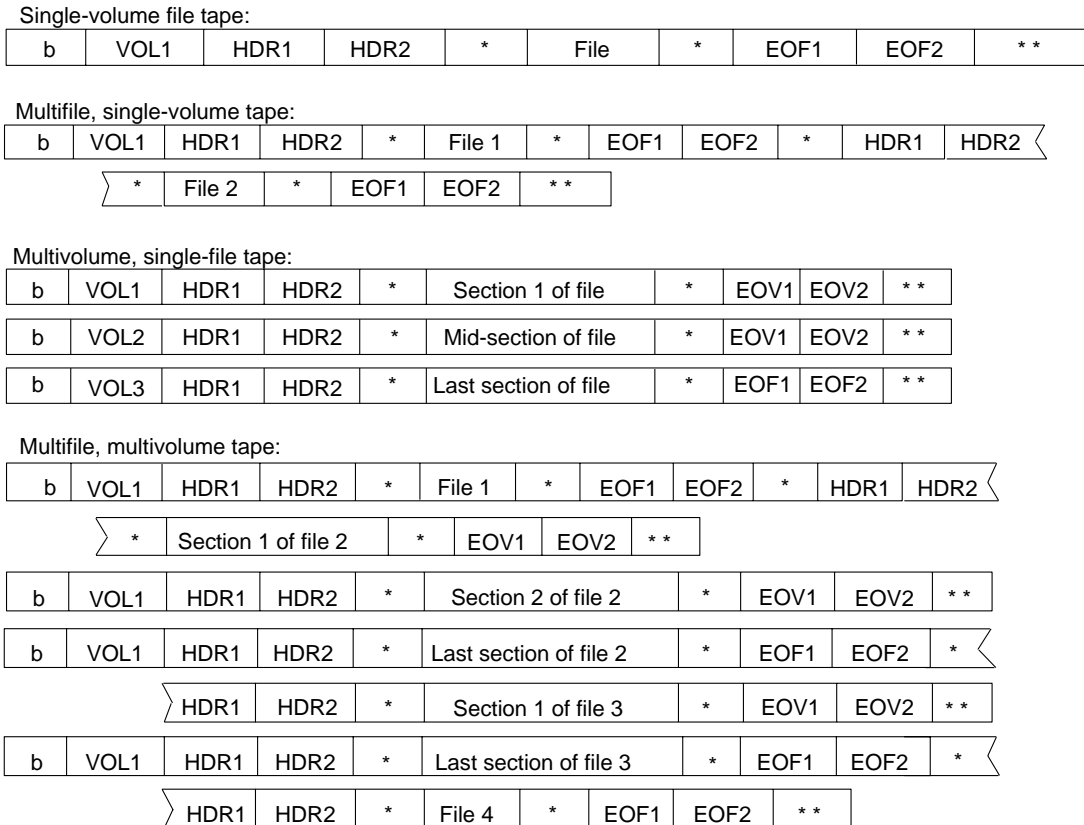 Single-volume file tape:
b VOL1 HDR1 HDR2 * File * EOF1 EOF2 * *
Multifile, single-volume tape:
b VOL1 HDR1 HDR2 * File 1 * EOF1 EOF2 * HDR1 HDR2
* File 2 * EOF1 EOF2 * *
Multivolume, single-file tape:
b VOL1 HDR1 HDR2 * Section 1 of file * EOV1 EOV2 * *
b VOL2 HDR1 HDR2 * Mid-section of file * EOV1 EOV2 * *
b VOL3 HDR1 HDR2 * Last section of file * EOF1 EOF2 * *
Multifile, multivolume tape:
b VOL1 HDR1 HDR2 * File 1 * EOF1 EOF2 * HDR1 HDR2
* Section 1 of file 2 * EOV1 EOV2 * *
b VOL1 HDR1 HDR2 * Section 2 of file 2 * EOV1 EOV2 * *
b VOL1 HDR1 HDR2 * Last section of file 2 * EOF1 EOF2 *
HDR1 HDR2 * Section 1 of file 3 * EOV1 EOV2 * *
b VOL1 HDR1 HDR2 * Last section of file 3 * EOF1 EOF2 *
HDR1 HDR2 * File 4 * EOF1 EOF2 * *